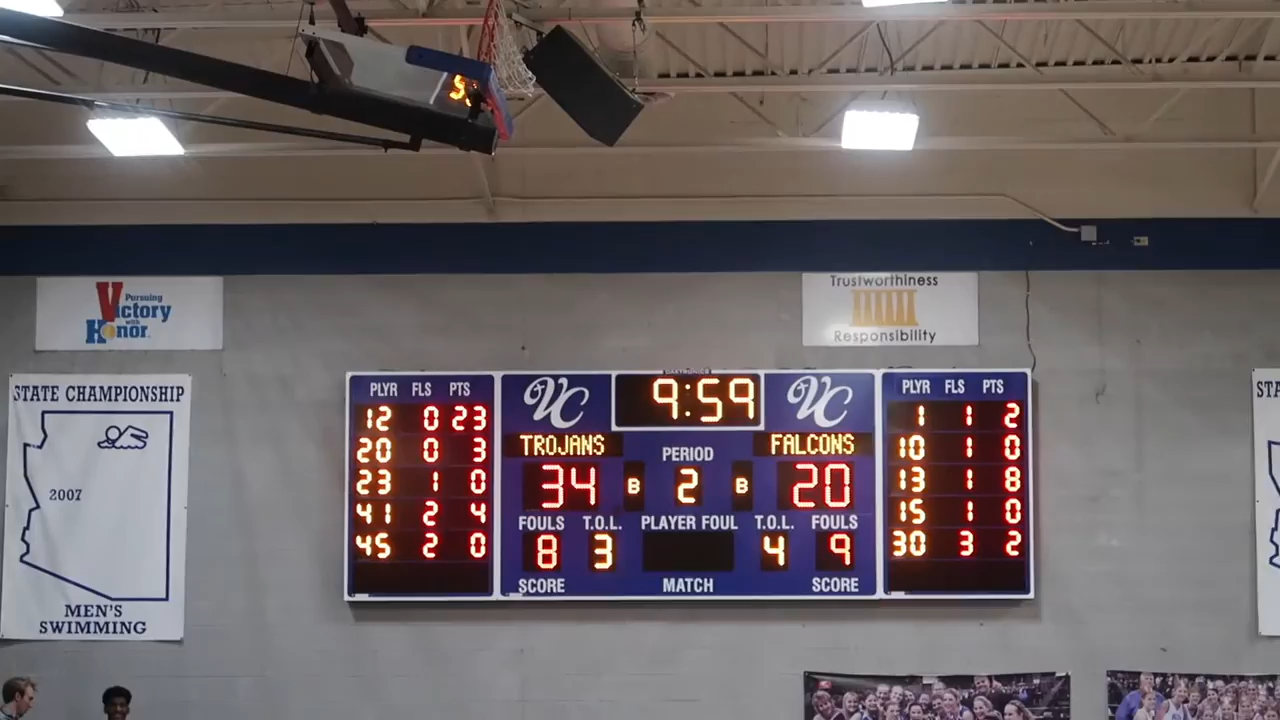 5
Pursuing
Victory
with
Honor
Trustworthiness
Responsibility
STATE CHAMPIONSHIP
2007
MEN'S
SWIMMING
STA
PLYR FLS PTS
12 0 23
20 0 3
23 1 0
41 2 4
45 2 0
VC 9:59 VC
TROJANS FALCONS
PERIOD
34 B 2 B 20
FOULS T.O.L. PLAYER FOUL T.O.L. FOULS
8 3 4 9
SCORE MATCH SCORE
PLYR FLS PTS
1 1 2
10 1 0
13 1 8
15 1 0
30 3 2